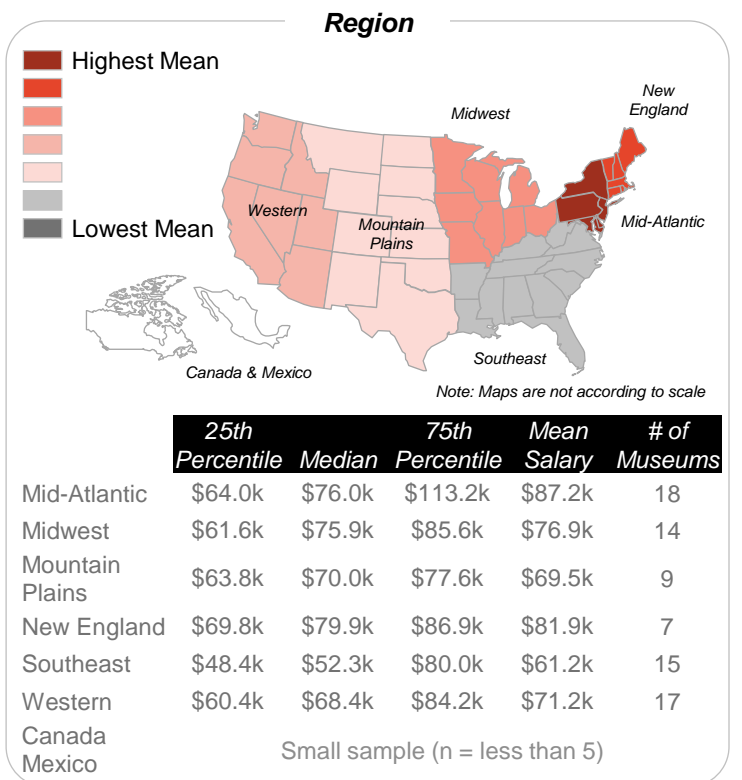 Region
Highest Mean
Lowest Mean
New
England
Midwest
Western
Mountain
Plains
Mid-Atlantic
Southeast
Canada & Mexico
Note: Maps are not according to scale
25th Percentile Median 75th Percentile Mean Salary # of Museums
Mid-Atlantic $64.0k $76.0k $113.2k $87.2k 18
Midwest $61.6k $75.9k $85.6k $76.9k 14
Mountain Plains $63.8k $70.0k $77.6k $69.5k 9
New England $69.8k $79.9k $86.9k $81.9k 7
Southeast $48.4k $52.3k $80.0k $61.2k 15
Western $60.4k $68.4k $84.2k $71.2k 17
Canada
Mexico
Small sample (n = less than 5)